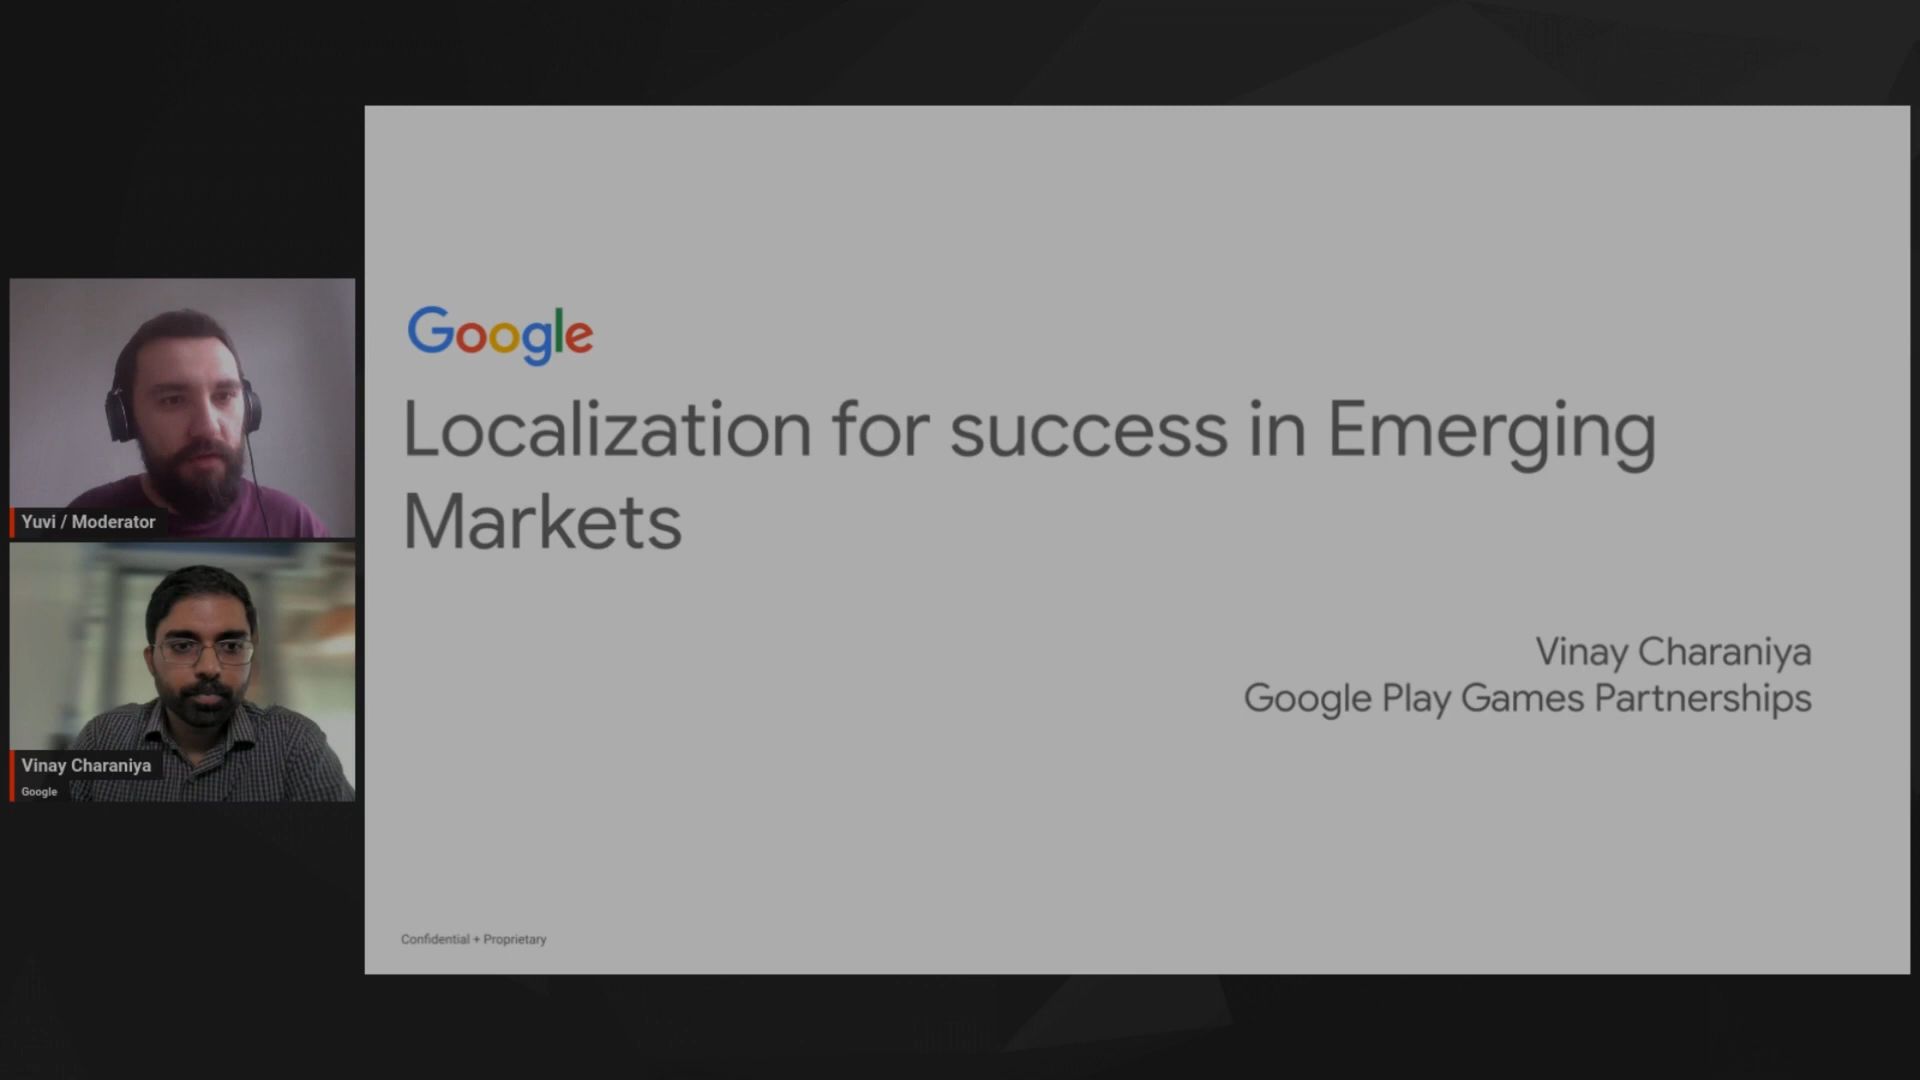 Yuvi / Moderator
Vinay Charaniya
Google
Google
Localization for success in Emerging
Markets
Vinay Charaniya
Google Play Games Partnerships
Confidential + Proprietary